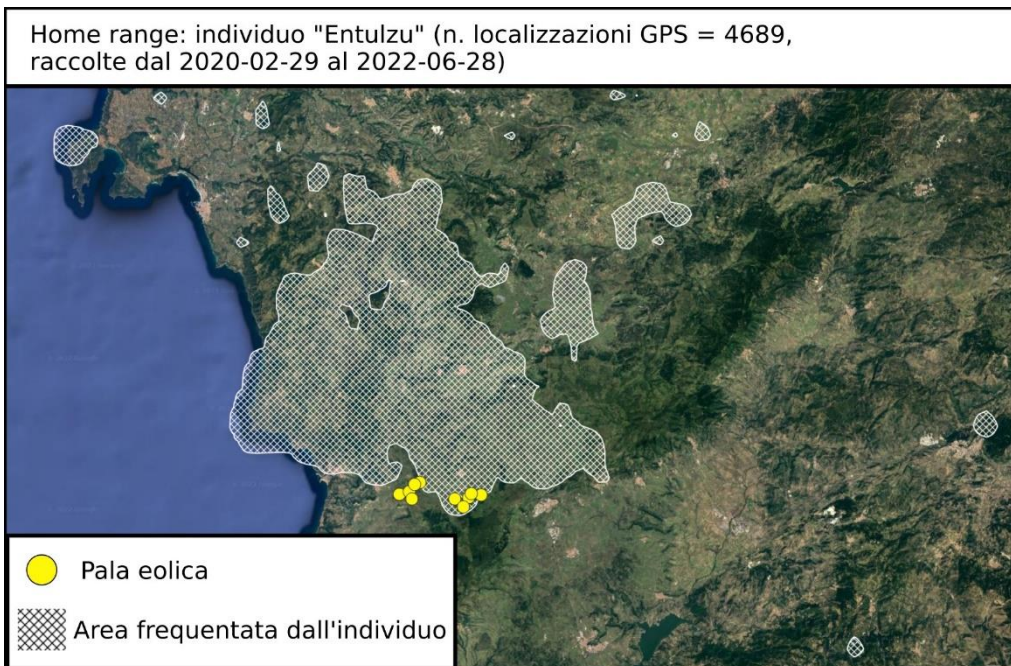 Home range: individuo "Entulzu" (n. localizzazioni GPS = 4689,
raccolte dal 2020-02-29 al 2022-06-28)
Pala eolica
Area frequentata dall'individuo